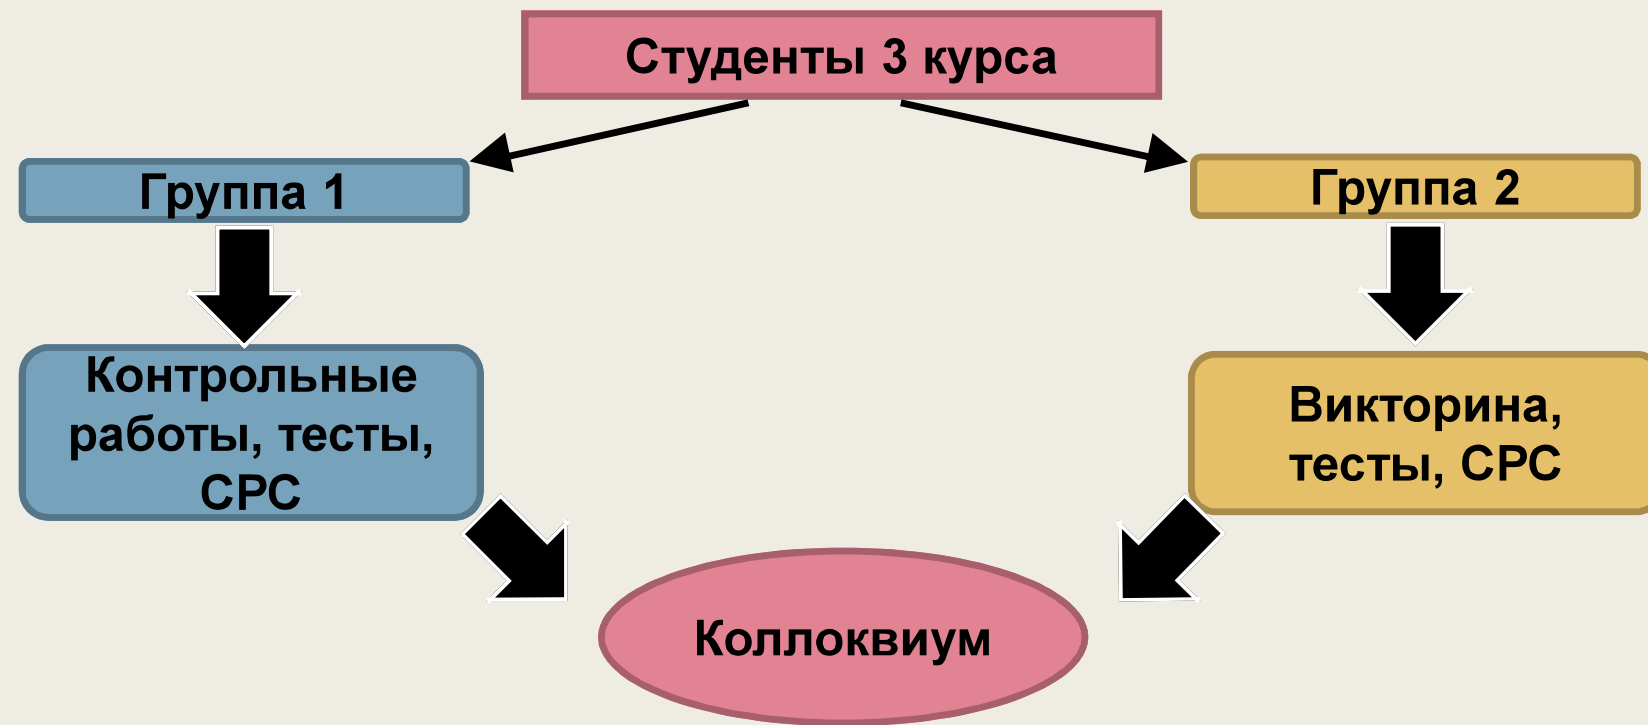 Студенты 3 курса
Группа 1
Группа 2
Контрольные
работы, тесты,
СРС
Викторина,
тесты, СРС
Коллоквиум